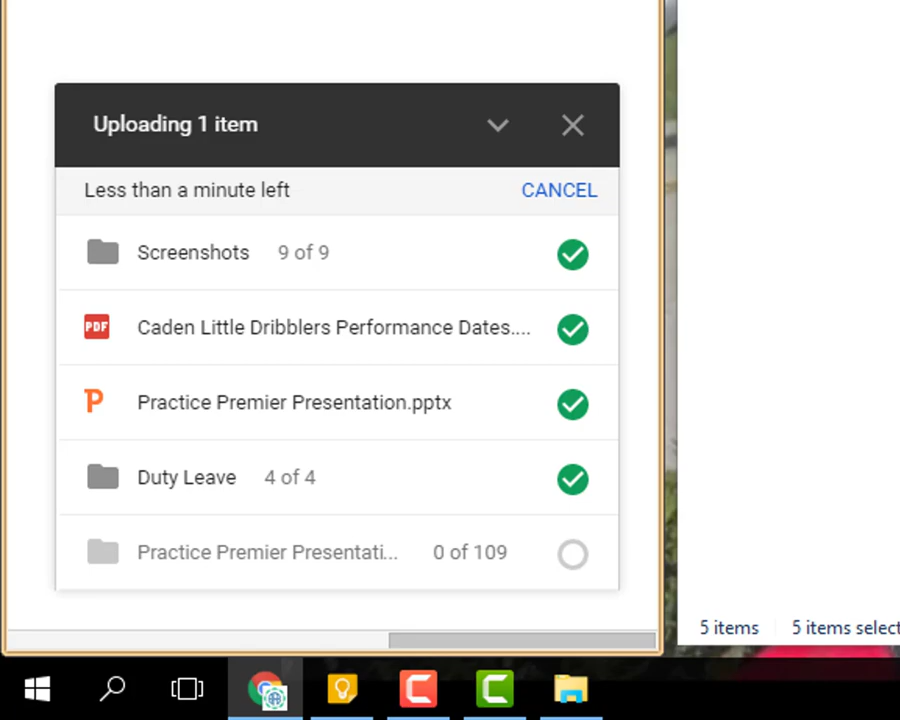 Uploading 1 item
Less than a minute left CANCEL
Screenshots 9 of 9
PDF Caden Little Dribblers Performance Dates....
P Practice Premier Presentation.pptx
Duty Leave 4 of 4
Practice Premier Presentati... 0 of 109
5 items 5 items select